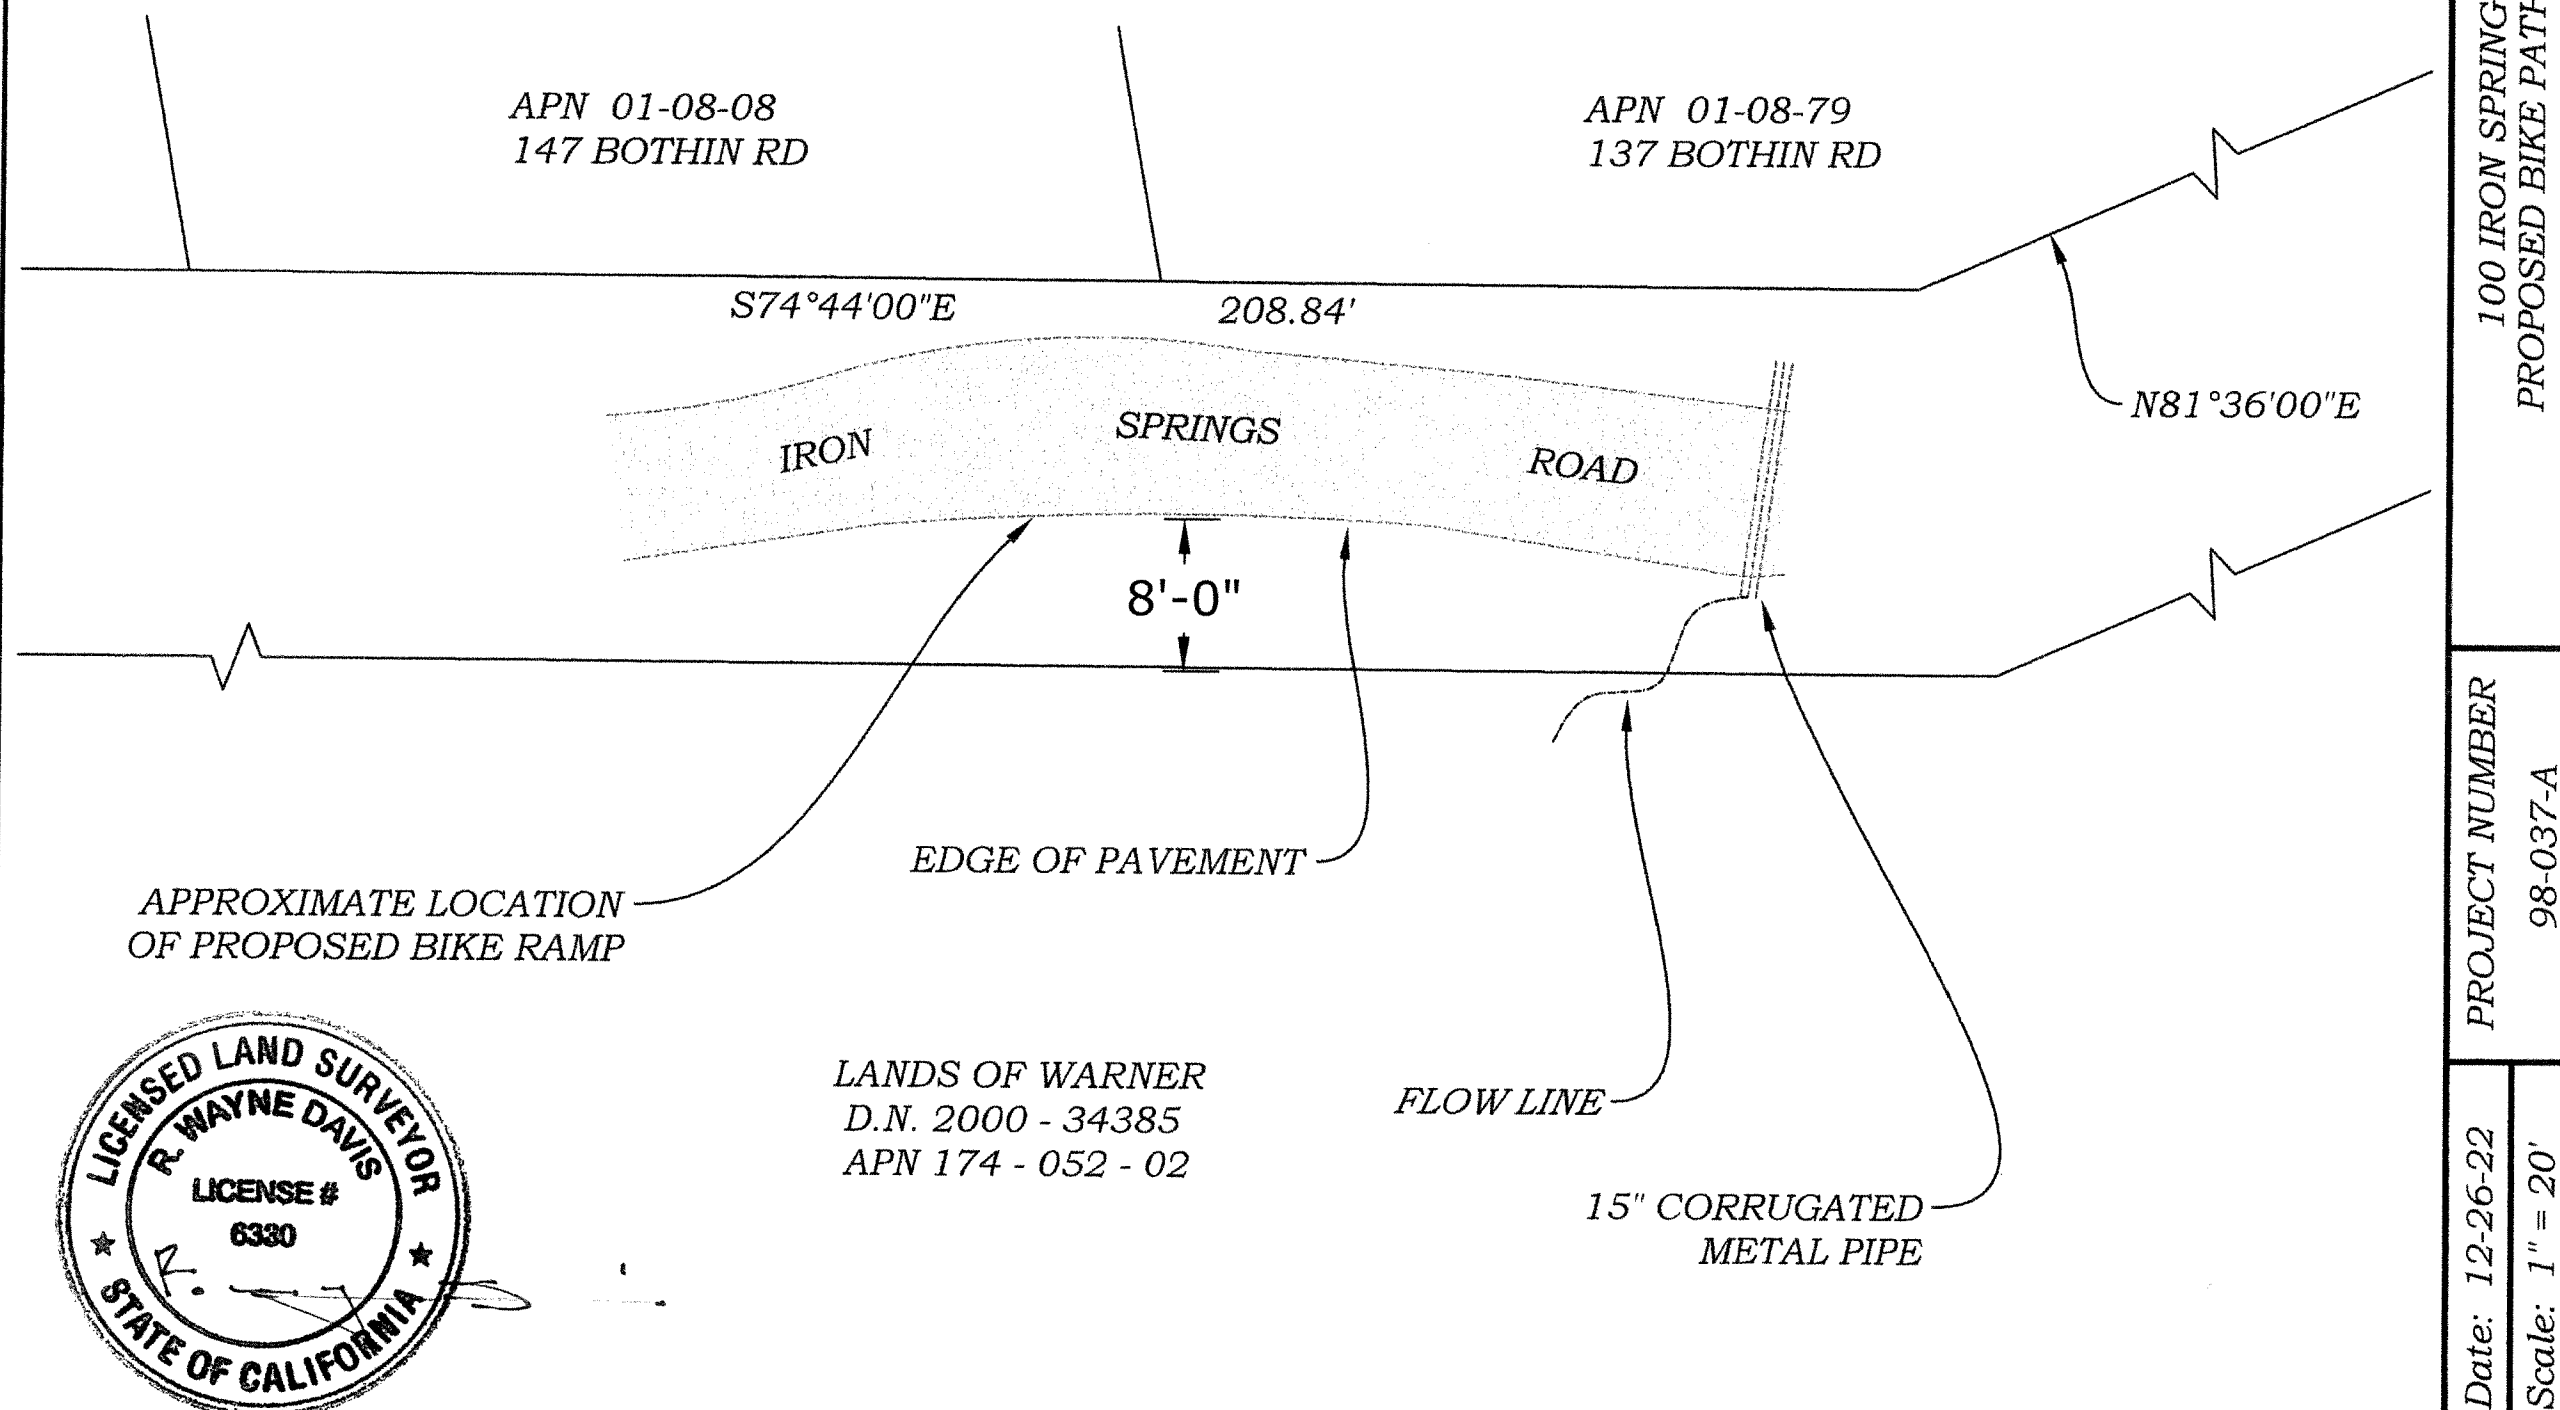 APN 01-08-08
147 BOTHIN RD
APN 01-08-79
137 BOTHIN RD
S74°44'00"E 208.84'
N81°36'00"E
IRON SPRINGS ROAD
8'-0"
EDGE OF PAVEMENT
APPROXIMATE LOCATION
OF PROPOSED BIKE RAMP
LANDS OF WARNER
D.N. 2000 - 34385
APN 174 - 052 - 02
FLOW LINE
15" CORRUGATED
METAL PIPE
LICENSED LAND SURVEYOR
R. WAYNE DAVIS
LICENSE #
6330
STATE OF CALIFORNIA
100 IRON SPRING
PROPOSED BIKE PATH
PROJECT NUMBER
98-037-A
Date: 12-26-22
Scale: 1" = 20'